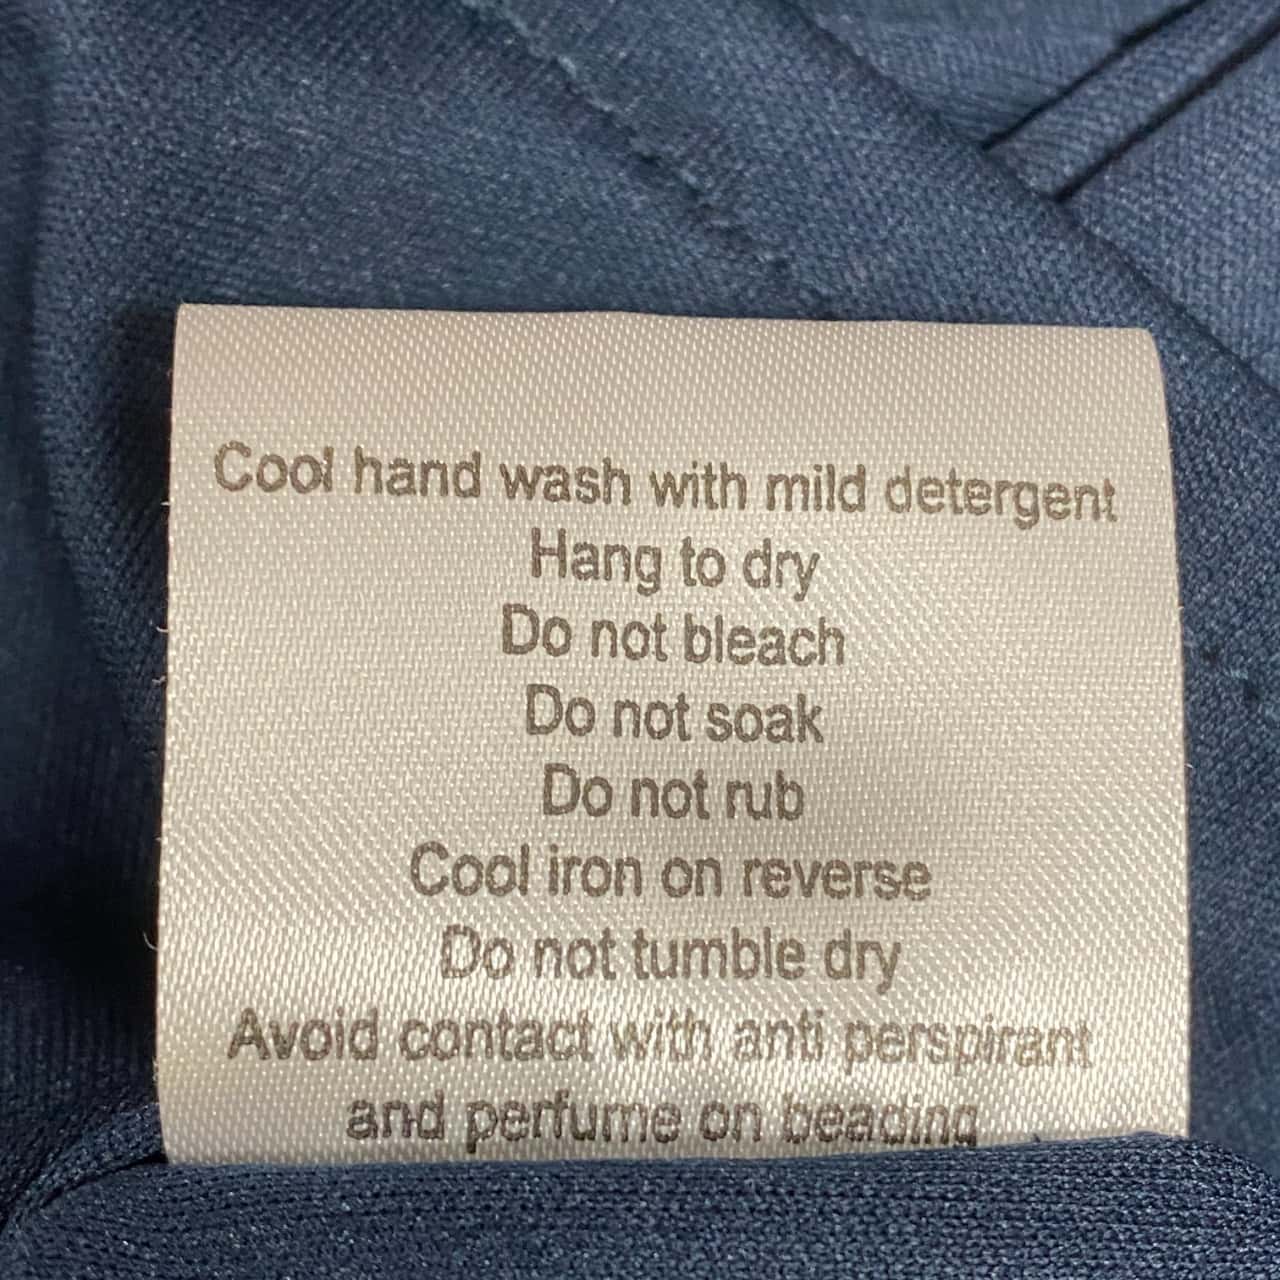 Cool hand wash with mild detergent
Hang to dry
Do not bleach
Do not soak
Do not rub
Cool iron on reverse
Do not tumble dry
Avoid contact with anti perspirant
and perfume on beading